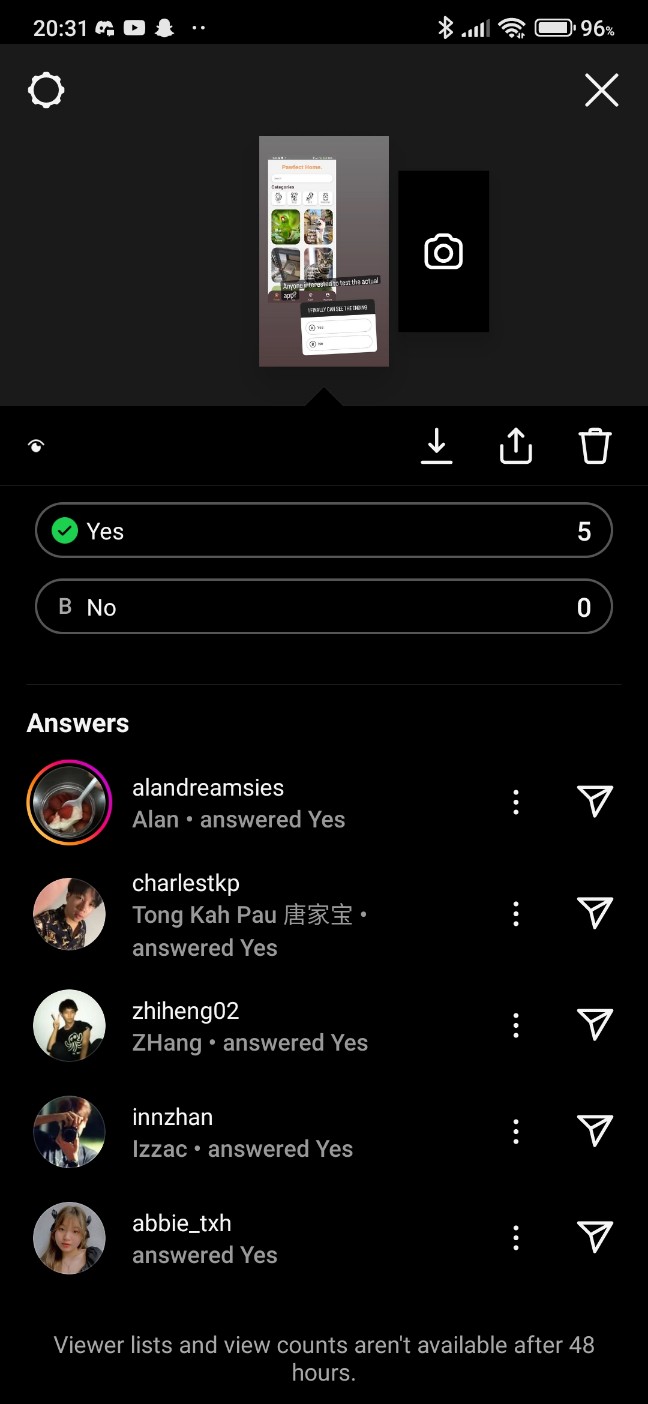 20:31
96%
Pawfect Home.
Categories
Anyone interested to test the actual
app?
I FINALLY CAN SEE THE ENDING
Yes
No
Yes 5
B No 0
Answers
alandreamsies
Alan • answered Yes
charlestkp
Tong Kah Pau 唐家宝 •
answered Yes
zhiheng02
ZHang • answered Yes
innzhan
Izzac • answered Yes
abbie_txh
answered Yes
Viewer lists and view counts aren't available after 48
hours.